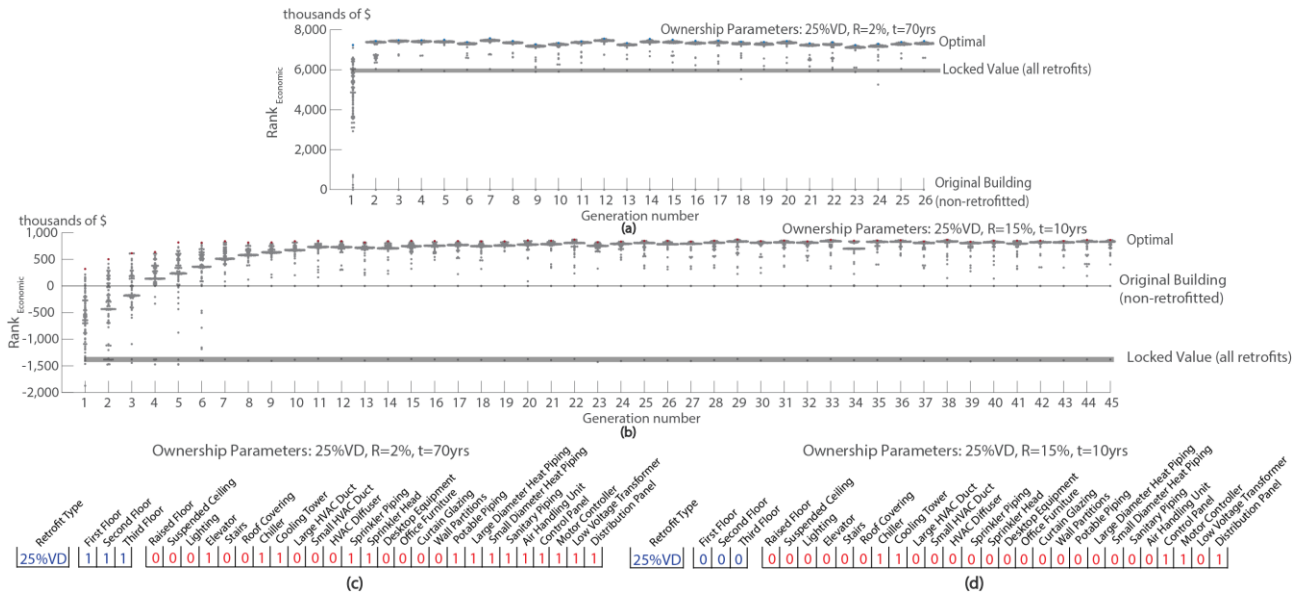 thousands of $
Ownership Parameters: 25%VD, R=2%, t=70yrs
8,000
Optimal
Locked Value (all retrofits)
6,000
4,000
2,000
0
Rank Economic
Original Building
(non-retrofitted)
1 2 3 4 5 6 7 8 9 10 11 12 13 14 15 16 17 18 19 20 21 22 23 24 25 26
Generation number
(a)
thousands of $
Ownership Parameters: 25%VD, R=15%, t=10yrs
1,000
Optimal
500
0
Original Building
(non-retrofitted)
-500
-1,000
-1,500
-2,000
Rank Economic
Locked Value (all retrofits)
1 2 3 4 5 6 7 8 9 10 11 12 13 14 15 16 17 18 19 20 21 22 23 24 25 26 27 28 29 30 31 32 33 34 35 36 37 38 39 40 41 42 43 44 45
Generation number
(b)
Ownership Parameters: 25%VD, R=2%, t=70yrs
Retrofit Type
First Floor
Second Floor
Third Floor
Raised Floor
Suspended Ceiling
Lighting
Elevator
Stairs
Roof Covering
Chiller
Cooling Tower
Large HVAC Duct
Small HVAC Duct
HVAC Diffuser
Sprinkler Piping
Sprinkler Head
Desktop Equipment
Office Furniture
Curtain Glazing
Wall Partitions
Potable Piping
Large Diameter Heat Piping
Small Diameter Heat Piping
Sanitary Piping
Air Handling Unit
Control Panel
Motor Controller
Low Voltage Transformer
Distribution Panel
25%VD 1 1 1 0 0 0 1 0 0 1 1 0 0 0 1 1 0 0 0 0 1 1 1 1 1 1 1 1 1
(c)
Ownership Parameters: 25%VD, R=15%, t=10yrs
Retrofit Type
First Floor
Second Floor
Third Floor
Raised Floor
Suspended Ceiling
Lighting
Elevator
Stairs
Roof Covering
Chiller
Cooling Tower
Large HVAC Duct
Small HVAC Duct
HVAC Diffuser
Sprinkler Piping
Sprinkler Head
Desktop Equipment
Office Furniture
Curtain Glazing
Wall Partitions
Potable Piping
Large Diameter Heat Piping
Small Diameter Heat Piping
Sanitary Piping
Air Handling Unit
Control Panel
Motor Controller
Low Voltage Transformer
Distribution Panel
25%VD 0 0 0 0 0 0 0 0 0 1 1 0 0 0 0 0 0 0 0 0 0 0 0 0 0 1 1 0 1
(d)